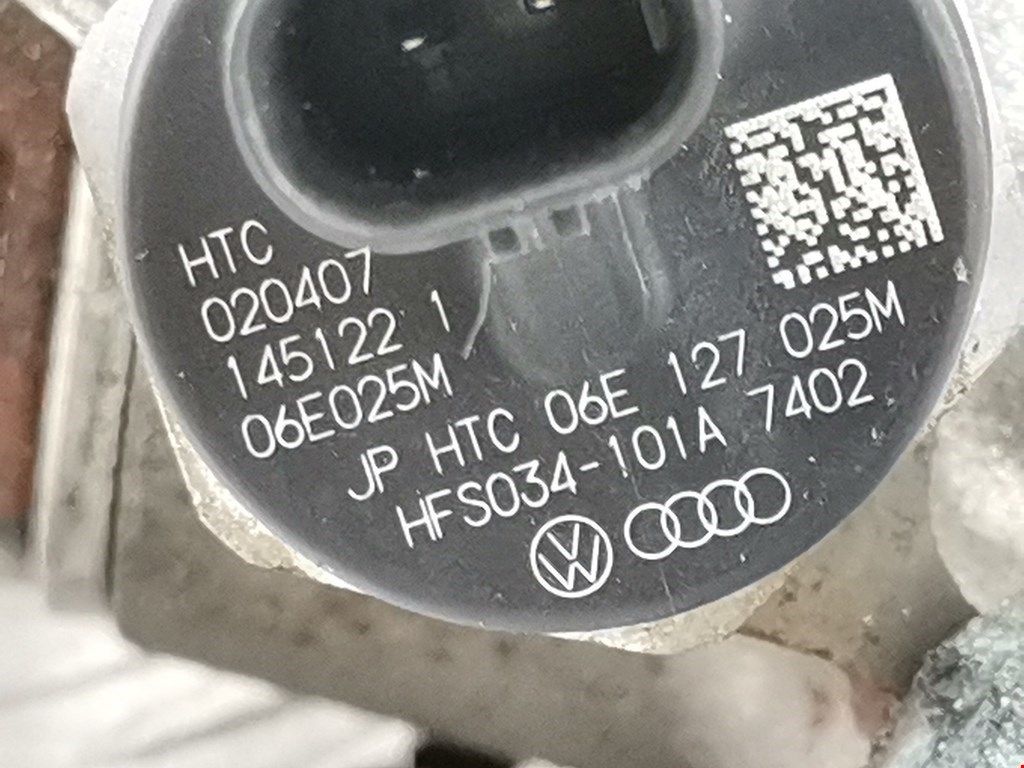 HTC
020407
145122 1
06E025M
JP HTC 06E 127 025M
HFS034-101A 7402